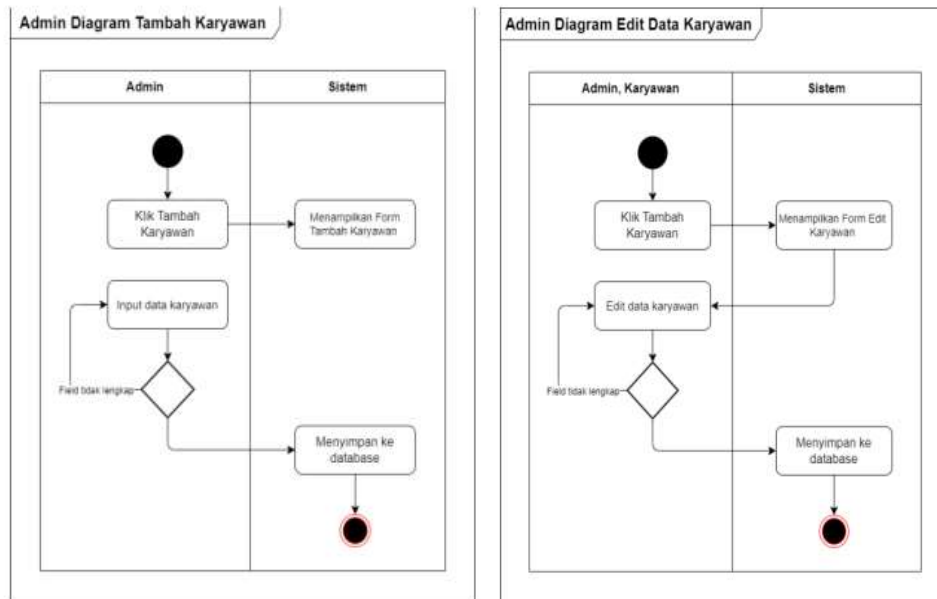 Admin Diagram Tambah Karyawan
Admin
Sistem
Klik Tambah
Karyawan
Menampilkan Form
Tambah Karyawan
Input data karyawan
Field tidak lengkap
Menyimpan ke
database
Admin Diagram Edit Data Karyawan
Admin, Karyawan
Sistem
Klik Tambah
Karyawan
Menampilkan Form Edit
Karyawan
Edit data karyawan
Field tidak lengkap
Menyimpan ke
database